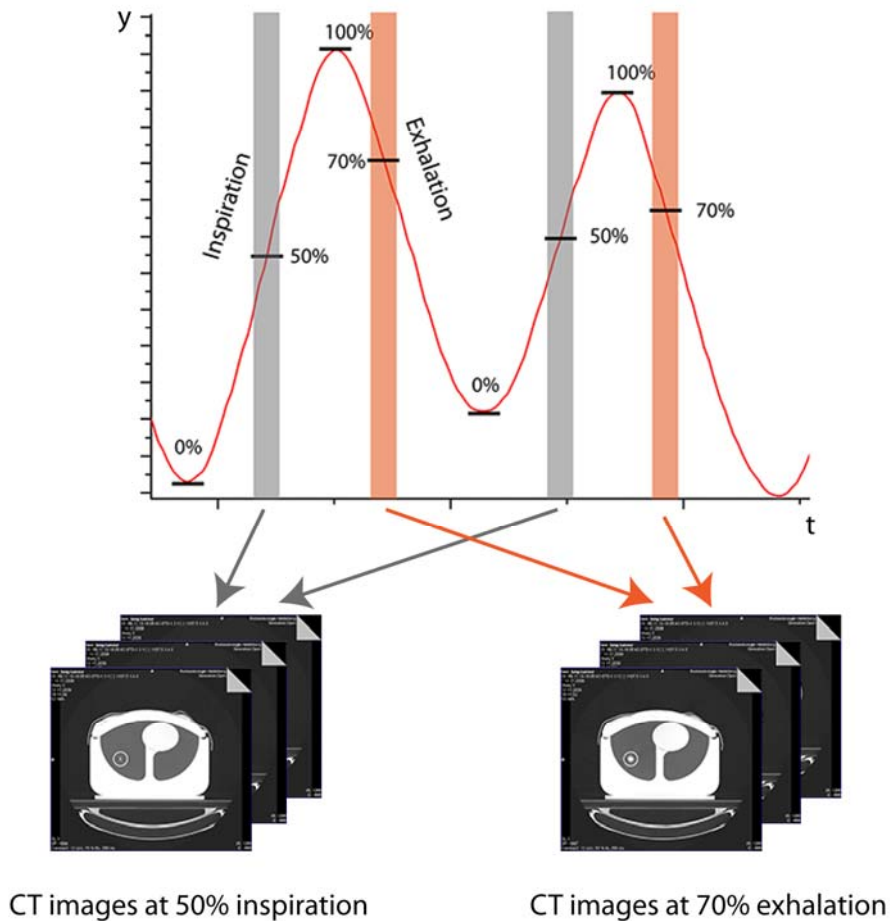 y
100%
100%
Inspiration
Exhalation
70%
70%
50%
50%
0%
0%
t
CT images at 50% inspiration
CT images at 70% exhalation